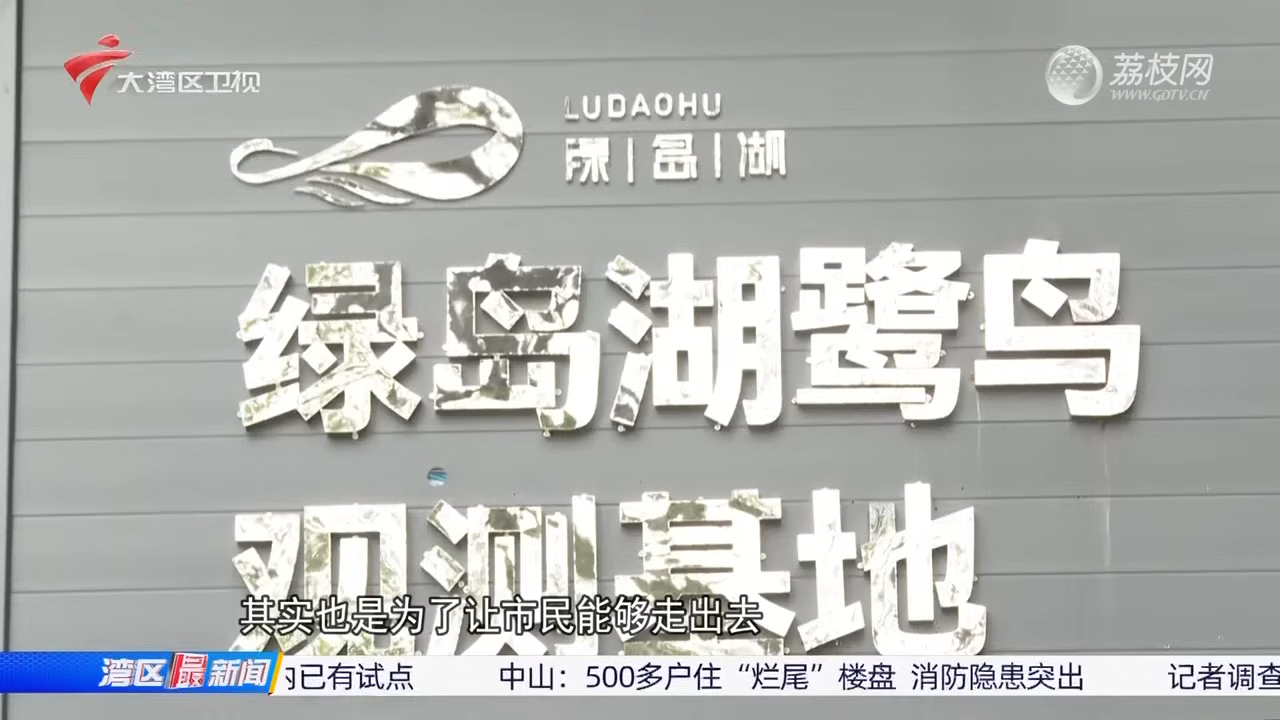 大湾区卫视
荔枝网
WWW.GDTV.CN
LUDAOHU
绿|岛|湖
绿岛湖鹭鸟
观测基地
其实也是为了让市民能够走出去
湾区最新闻
内已有试点 中山：500多户住“烂尾”楼盘 消防隐患突出 记者调查